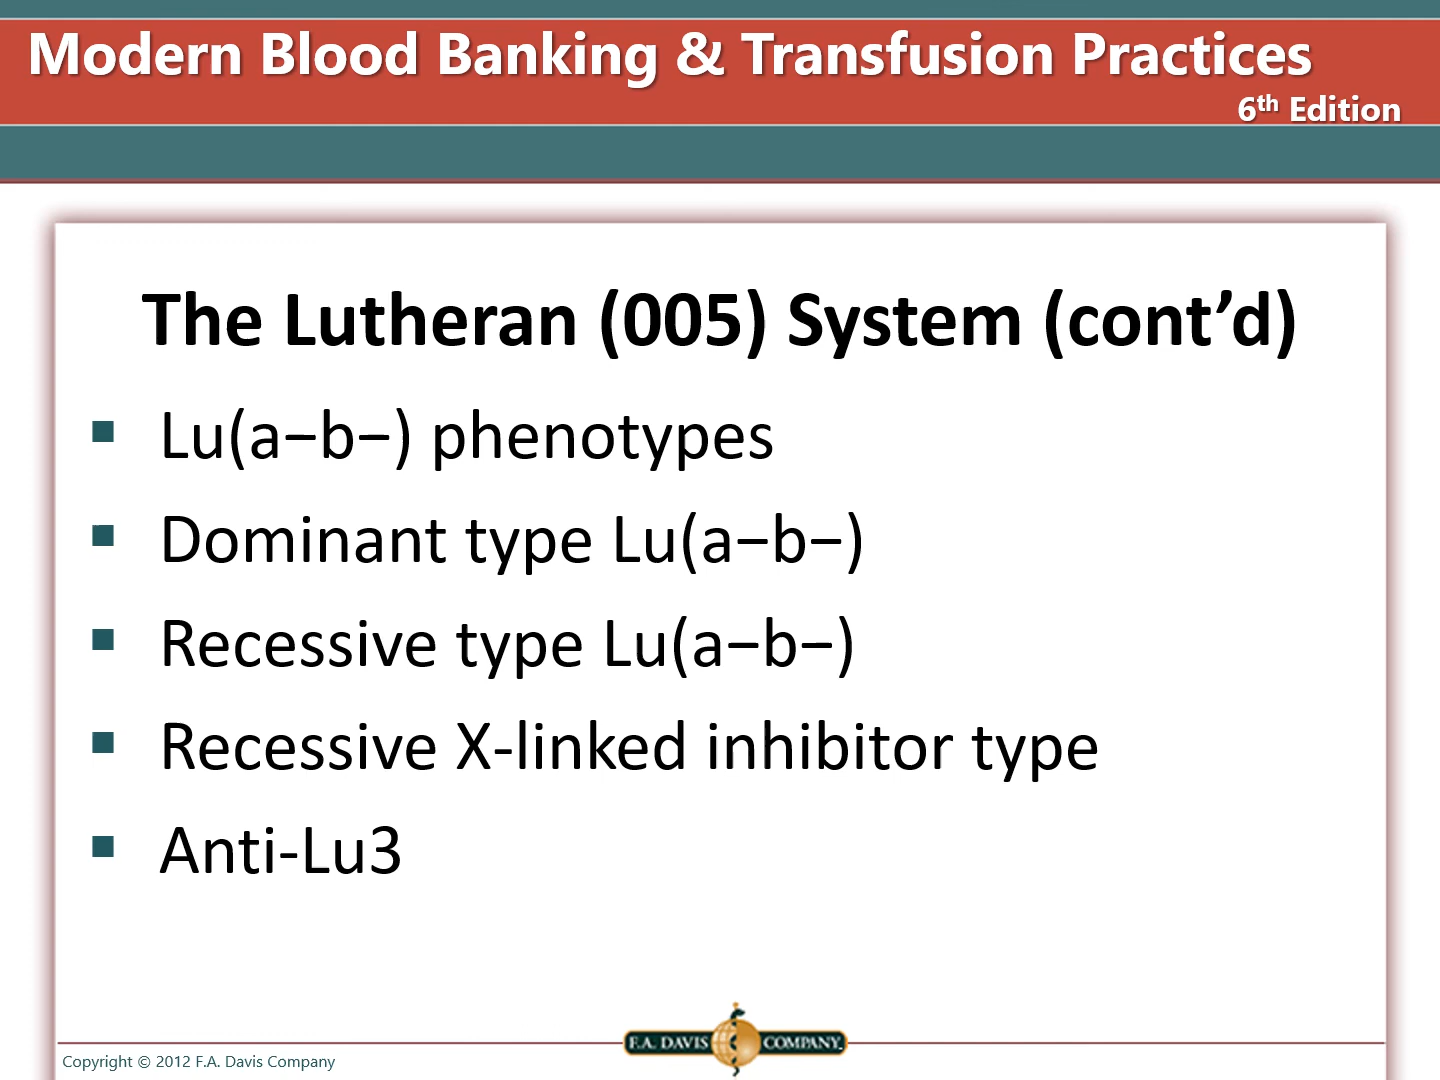 Modern Blood Banking & Transfusion Practices
6th Edition
The Lutheran (005) System (cont’d)
Lu(a−b−) phenotypes
Dominant type Lu(a−b−)
Recessive type Lu(a−b−)
Recessive X-linked inhibitor type
Anti-Lu3
F.A. DAVIS COMPANY
Copyright © 2012 F.A. Davis Company